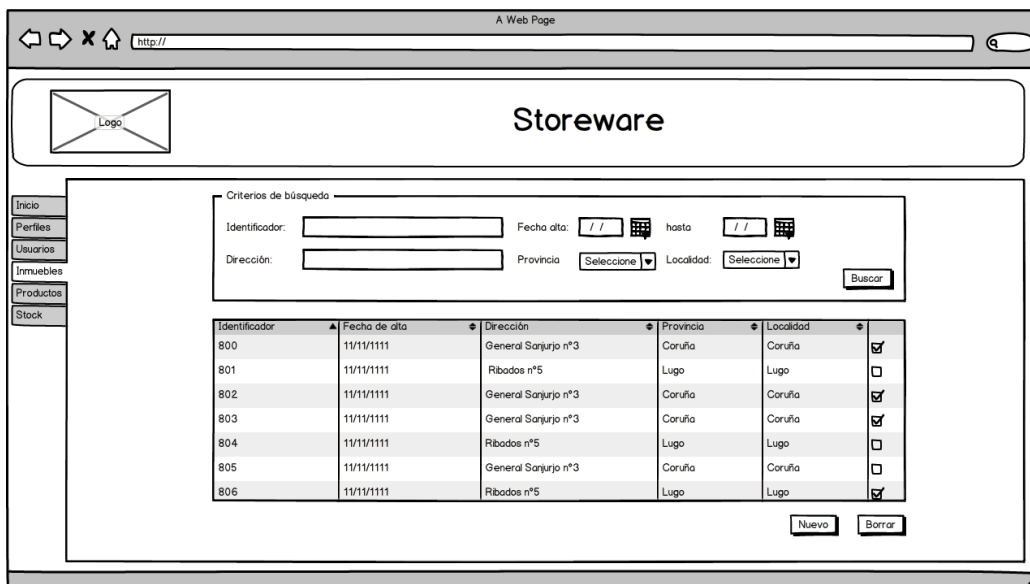 A Web Page
http://
Logo
Storeware
Inicio
Perfiles
Usuarios
Inmuebles
Productos
Stock
Criterios de búsqueda
Identificador: Fecha alta: / / hasta / /
Dirección: Provincia Seleccione Localidad: Seleccione
Buscar
Identificador Fecha de alta Dirección Provincia Localidad
800 11/11/1111 General Sanjurjo nº3 Coruña Coruña
801 11/11/1111 Ribados nº5 Lugo Lugo
802 11/11/1111 General Sanjurjo nº3 Coruña Coruña
803 11/11/1111 General Sanjurjo nº3 Coruña Coruña
804 11/11/1111 Ribados nº5 Lugo Lugo
805 11/11/1111 General Sanjurjo nº3 Coruña Coruña
806 11/11/1111 Ribados nº5 Lugo Lugo
Nuevo Borrar